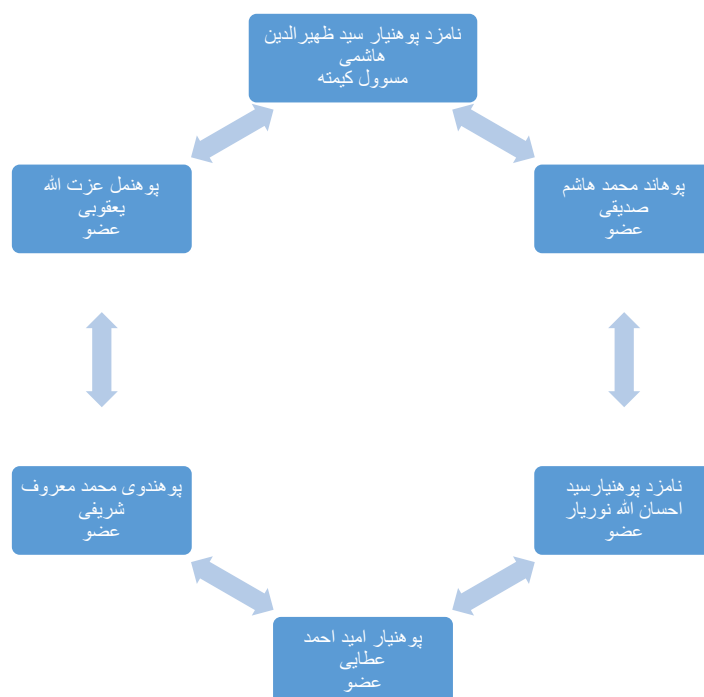 نامزد پوهنیار سید ظهیرالدین
هاشمی
مسوول کیمته
پوهاند محمد هاشم
صدیقی
عضو
نامزد پوهنیارسید
احسان الله نوریار
عضو
پوهنیار امید احمد
عطایی
عضو
پوهندوی محمد معروف
شریفی
عضو
پوهنمل عزت الله
یعقوبی
عضو